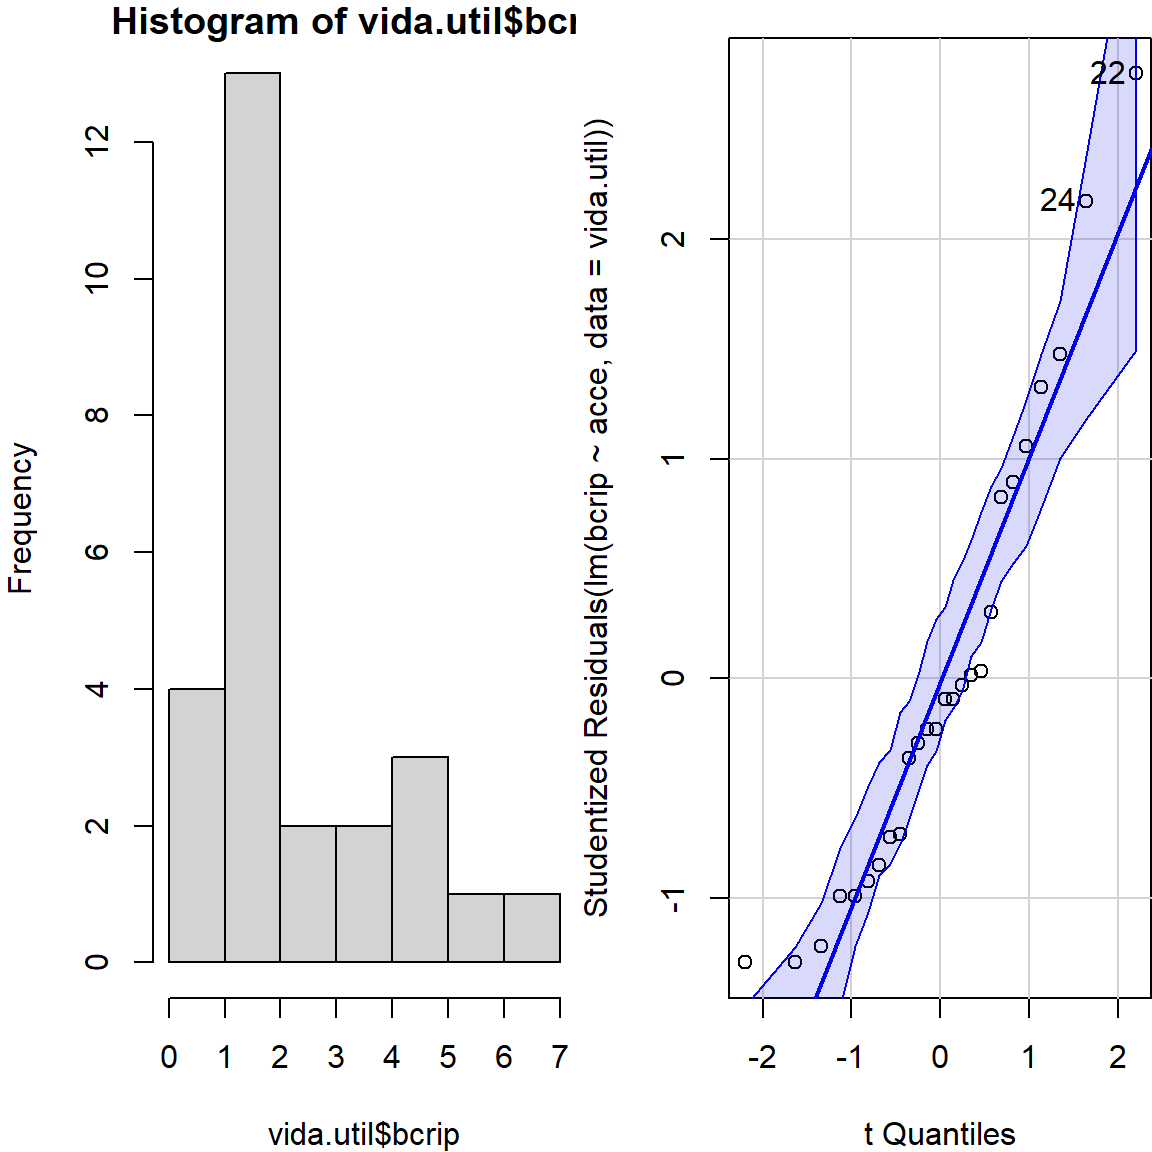 Histogram of vida.util$bcr
Frequency
0
2
4
6
8
10
12
0 1 2 3 4 5 6 7
vida.util$bcrip
Studentized Residuals(lm(bcrip ~ acce, data = vida.util))
-1
0
1
2
22
24
-2 -1 0 1 2
t Quantiles